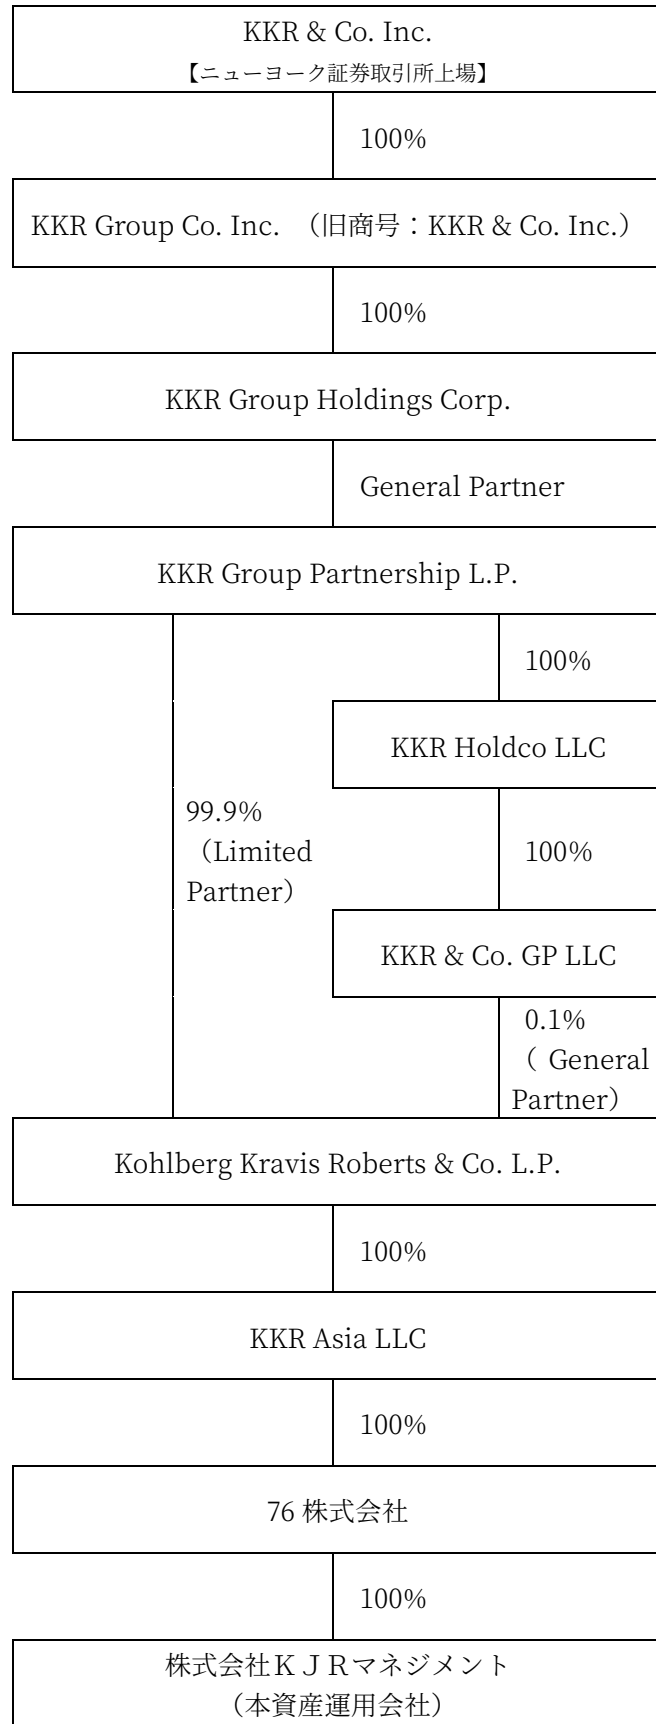 KKR & Co. Inc.
【ニューヨーク証券取引所上場】
100%
KKR Group Co. Inc. （旧商号：KKR & Co. Inc.）
100%
KKR Group Holdings Corp.
General Partner
KKR Group Partnership L.P.
100%
KKR Holdco LLC
99.9%
（Limited
Partner）
100%
KKR & Co. GP LLC
0.1%
（ General
Partner）
Kohlberg Kravis Roberts & Co. L.P.
100%
KKR Asia LLC
100%
76 株式会社
100%
株式会社ＫＪＲマネジメント
（本資産運用会社）